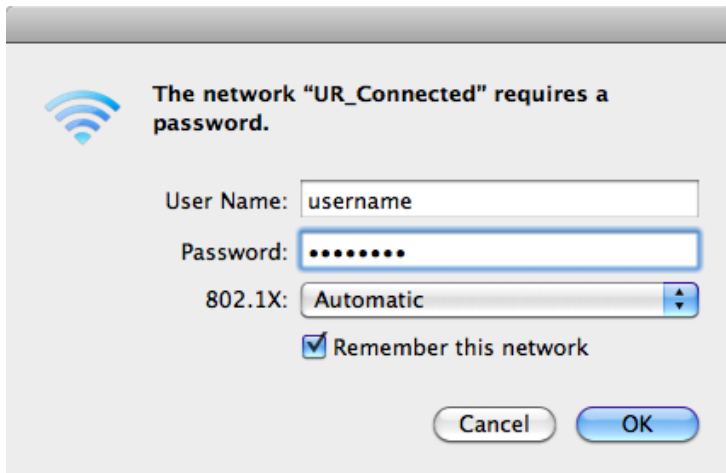 The network “UR_Connected” requires a
password.
User Name: username
Password: ••••••••
802.1X: Automatic
Remember this network
Cancel OK